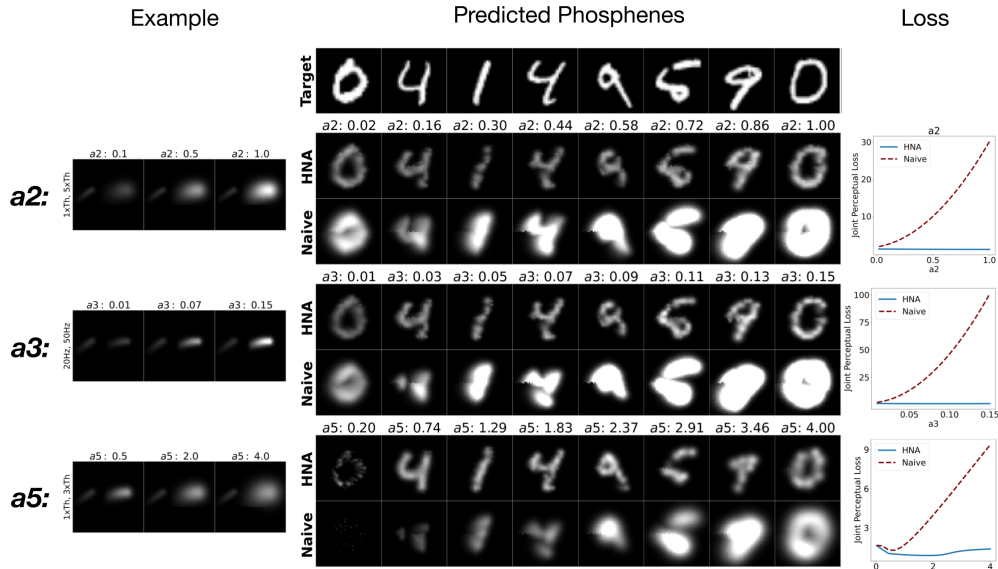 Example
Predicted Phosphenes
Loss
Target
a2: 0.02 a2: 0.16 a2: 0.30 a2: 0.44 a2: 0.58 a2: 0.72 a2: 0.86 a2: 1.00
a2:
1xTh, 5xTh
a2: 0.1 a2: 0.5 a2: 1.0
HNA
Naive
a2
Joint Perceptual Loss
30
20
10
HNA
Naive
0.0 0.5 1.0
a2
a3: 0.01 a3: 0.03 a3: 0.05 a3: 0.07 a3: 0.09 a3: 0.11 a3: 0.13 a3: 0.15
a3:
20Hz, 50Hz
a3: 0.01 a3: 0.07 a3: 0.15
HNA
Naive
Joint Perceptual Loss
100
75
50
25
HNA
Naive
0.05 0.10 0.15
a3
a5: 0.20 a5: 0.74 a5: 1.29 a5: 1.83 a5: 2.37 a5: 2.91 a5: 3.46 a5: 4.00
a5:
1xTh, 3xTh
a5: 0.5 a5: 2.0 a5: 4.0
HNA
Naive
Joint Perceptual Loss
9
6
3
HNA
Naive
0 2 4